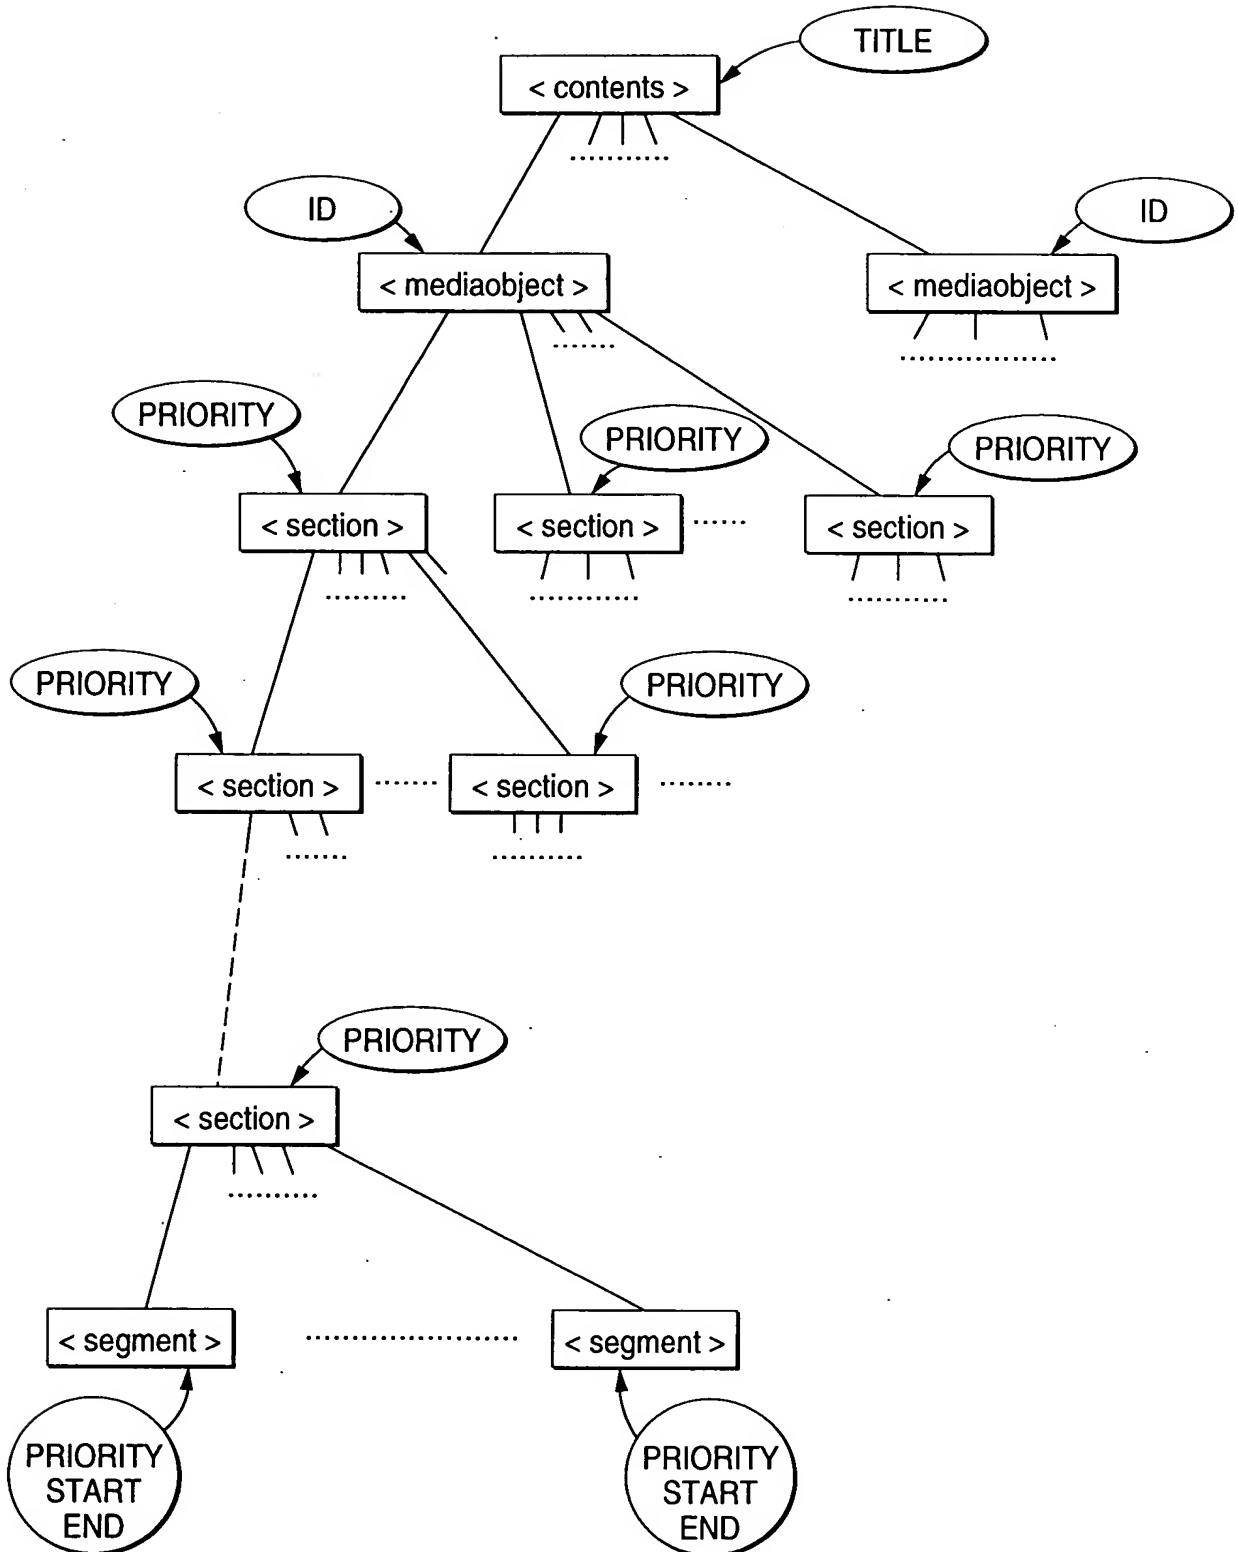 TITLE
< contents >
ID
ID
< mediaobject >
< mediaobject >
PRIORITY
PRIORITY
PRIORITY
< section >
< section >
< section >
PRIORITY
PRIORITY
< section >
< section >
PRIORITY
< section >
< segment >
< segment >
PRIORITY
START
END
PRIORITY
START
END